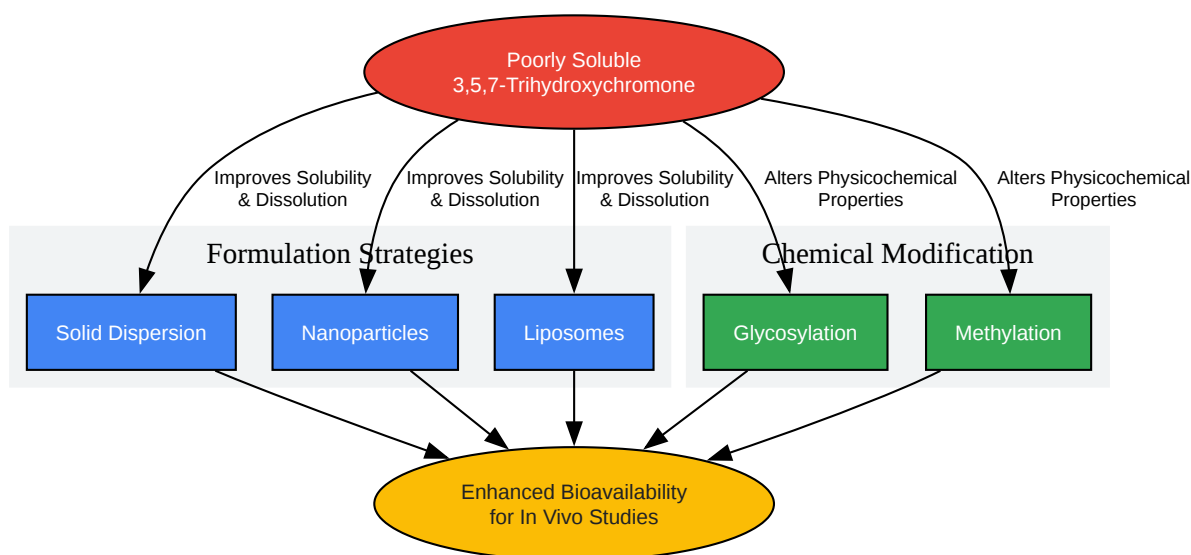 Poorly Soluble
3,5,7-Trihydroxychromone
Improves Solubility
& Dissolution
Improves Solubility
& Dissolution
Improves Solubility
& Dissolution
Alters Physicochemical
Properties
Alters Physicochemical
Properties
Formulation Strategies
Chemical Modification
Solid Dispersion
Nanoparticles
Liposomes
Glycosylation
Methylation
Enhanced Bioavailability
for In Vivo Studies